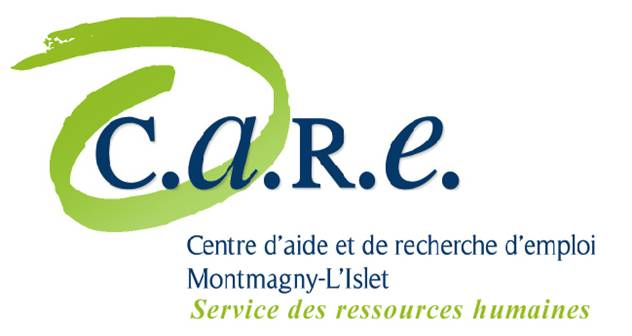 C.a.R.e.
Centre d'aide et de recherche d'emploi
Montmagny-L'Islet
Service des ressources humaines